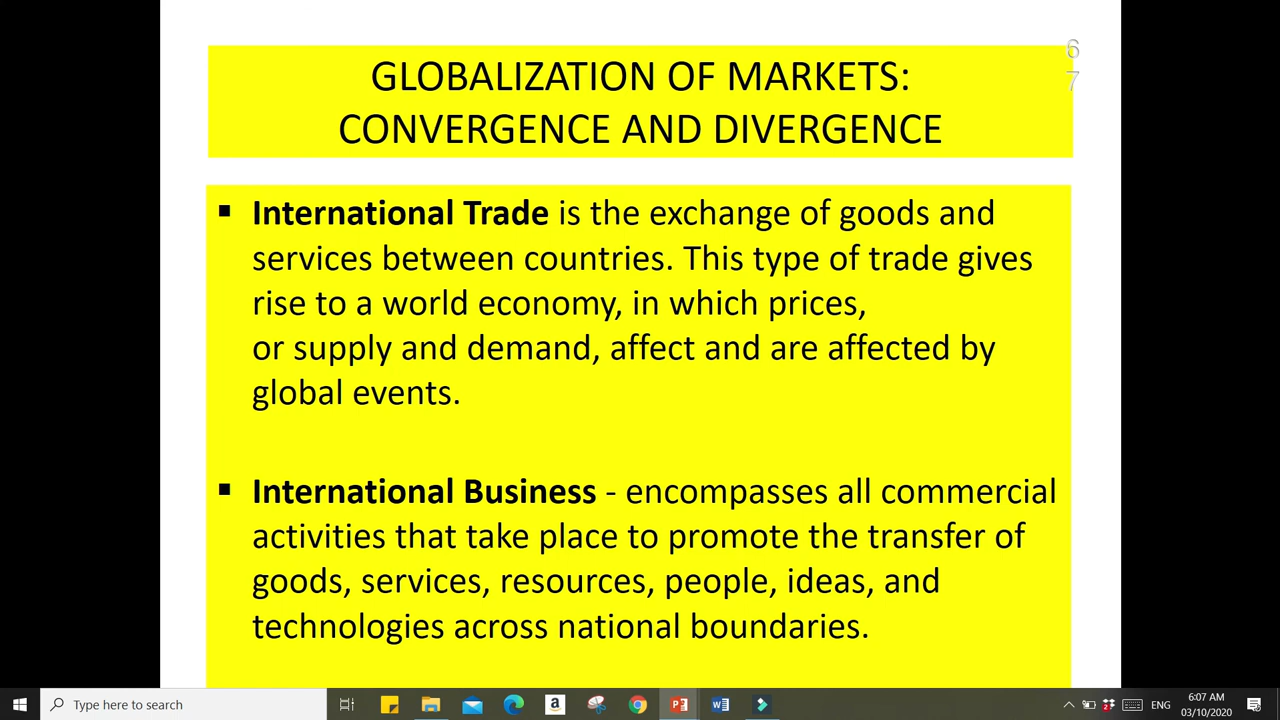 6
7
GLOBALIZATION OF MARKETS:
CONVERGENCE AND DIVERGENCE
▪ International Trade is the exchange of goods and
services between countries. This type of trade gives
rise to a world economy, in which prices,
or supply and demand, affect and are affected by
global events.
▪ International Business - encompasses all commercial
activities that take place to promote the transfer of
goods, services, resources, people, ideas, and
technologies across national boundaries.
Type here to search
ENG
6:07 AM
03/10/2020